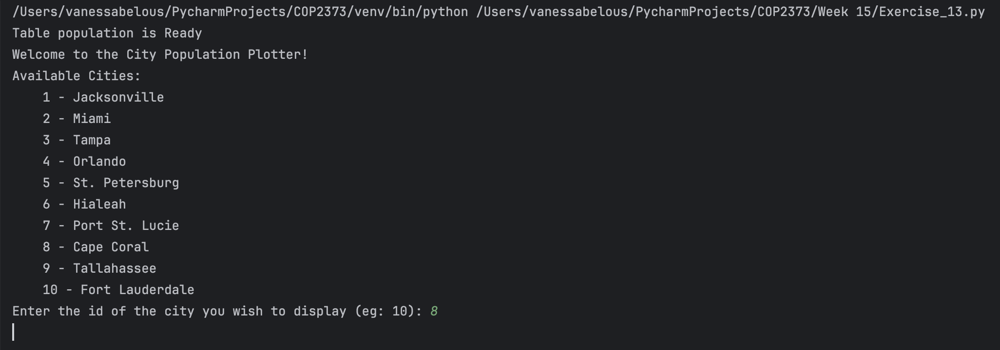 /Users/vanessabelous/PycharmProjects/COP2373/venv/bin/python /Users/vanessabelous/PycharmProjects/COP2373/Week 15/Exercise_13.py
Table population is Ready
Welcome to the City Population Plotter!
Available Cities:
    1 - Jacksonville
    2 - Miami
    3 - Tampa
    4 - Orlando
    5 - St. Petersburg
    6 - Hialeah
    7 - Port St. Lucie
    8 - Cape Coral
    9 - Tallahassee
    10 - Fort Lauderdale
Enter the id of the city you wish to display (eg: 10): 8